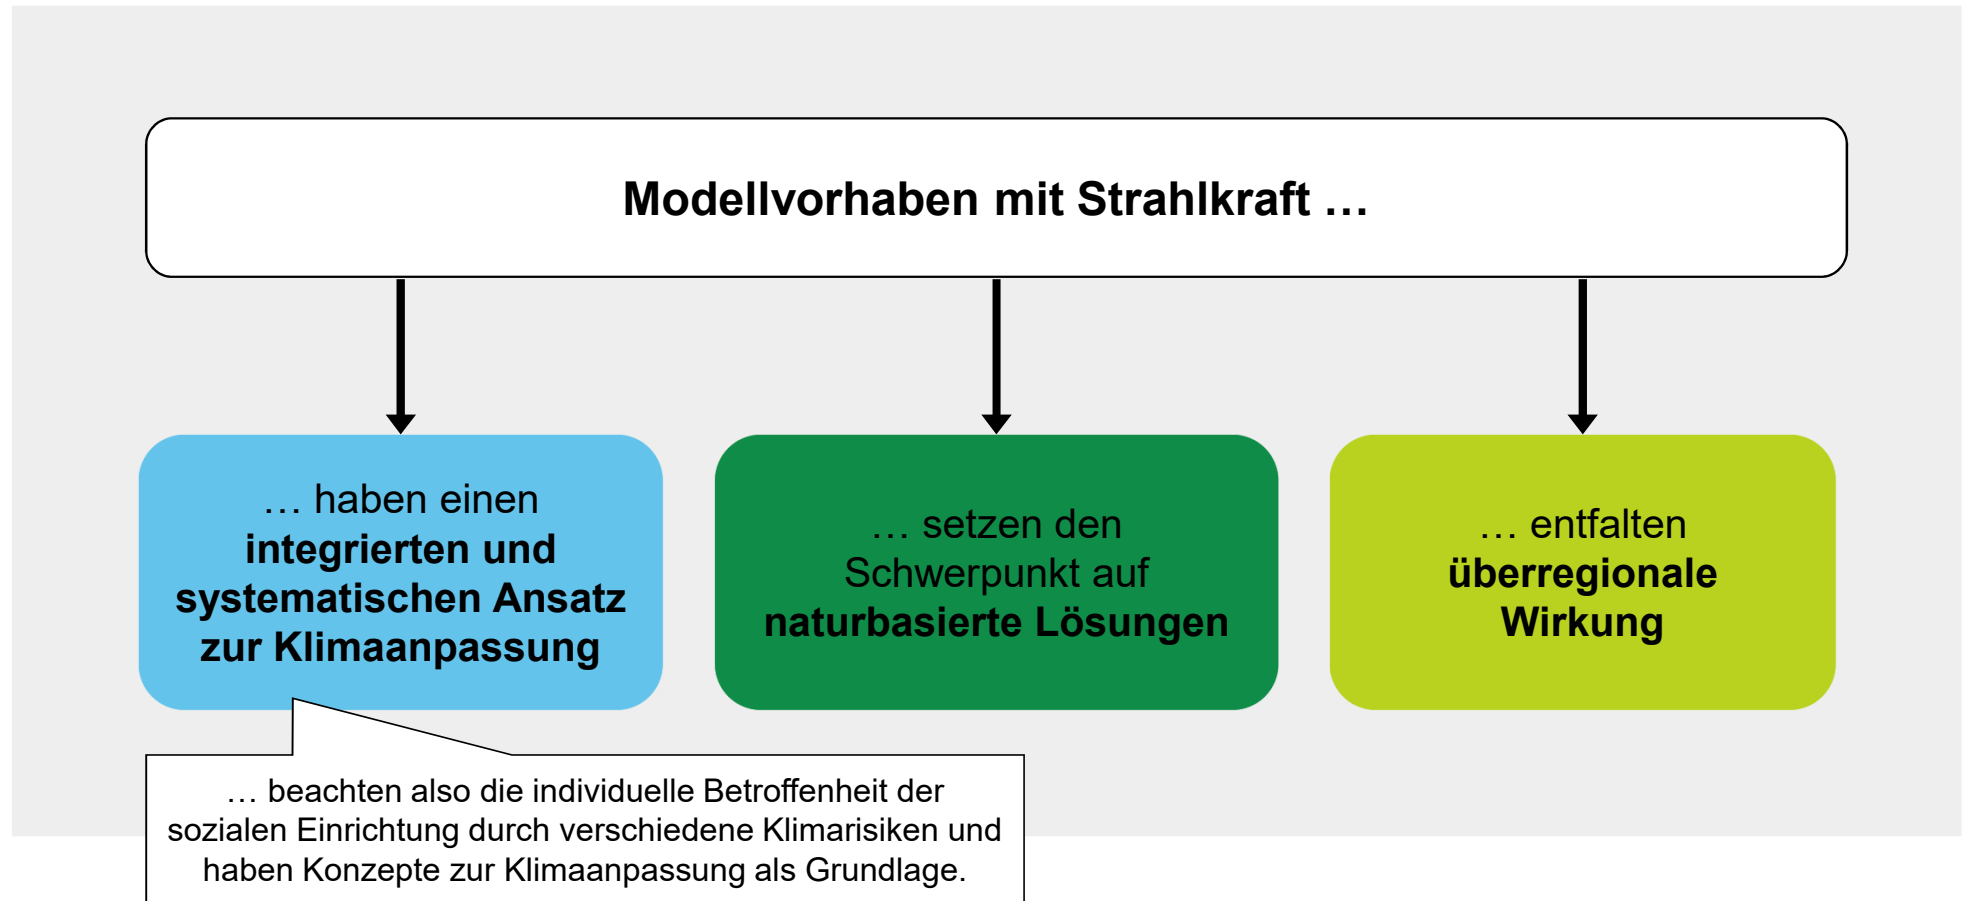 Modellvorhaben mit Strahlkraft …
… haben einen
integrierten und
systematischen Ansatz
zur Klimaanpassung
… setzen den
Schwerpunkt auf
naturbasierte Lösungen
… entfalten
überregionale
Wirkung
… beachten also die individuelle Betroffenheit der
sozialen Einrichtung durch verschiedene Klimarisiken und
haben Konzepte zur Klimaanpassung als Grundlage.